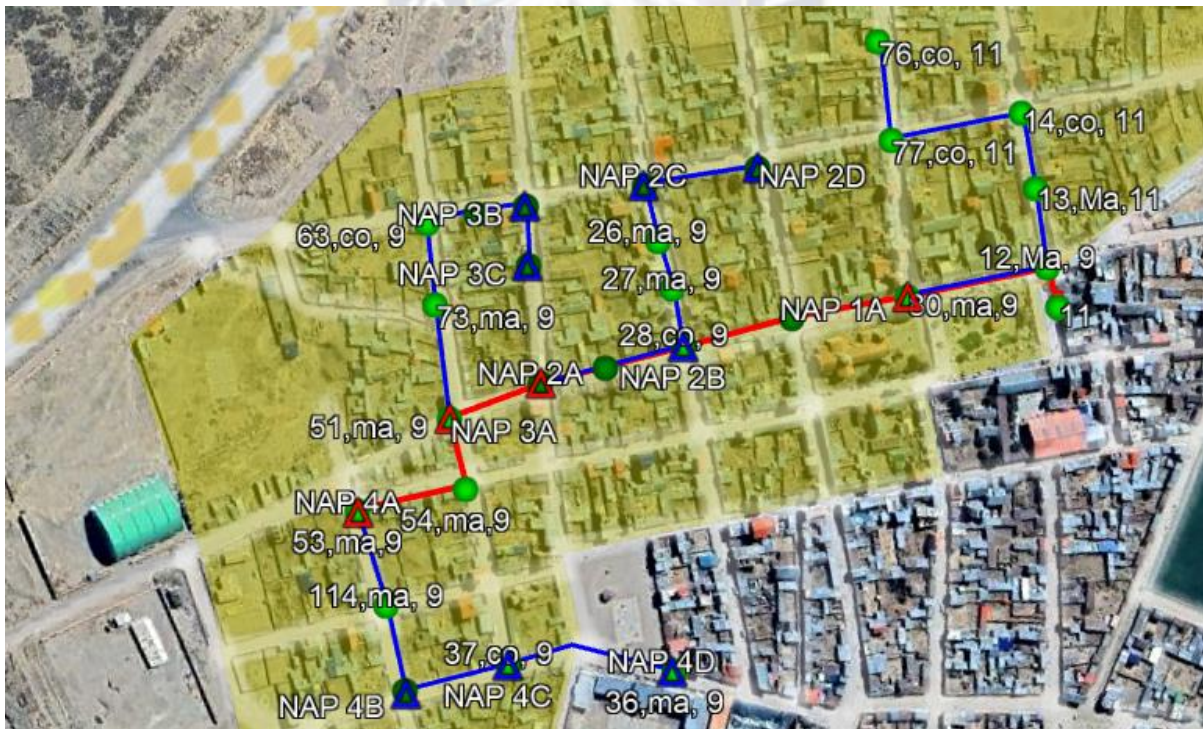 76,co, 11
14,co, 11
77,co, 11
NAP 2C
NAP 2D
13,Ma,11
NAP 3B
63,co, 9
26,ma, 9
12,Ma, 9
NAP 3C
27,ma, 9
NAP 1A
30,ma,9
11
73,ma, 9
28,co, 9
NAP 2A
NAP 2B
51,ma, 9
NAP 3A
NAP 4A
54,ma,9
53,ma,9
114,ma, 9
37,co, 9
NAP 4D
NAP 4C
36,ma, 9
NAP 4B